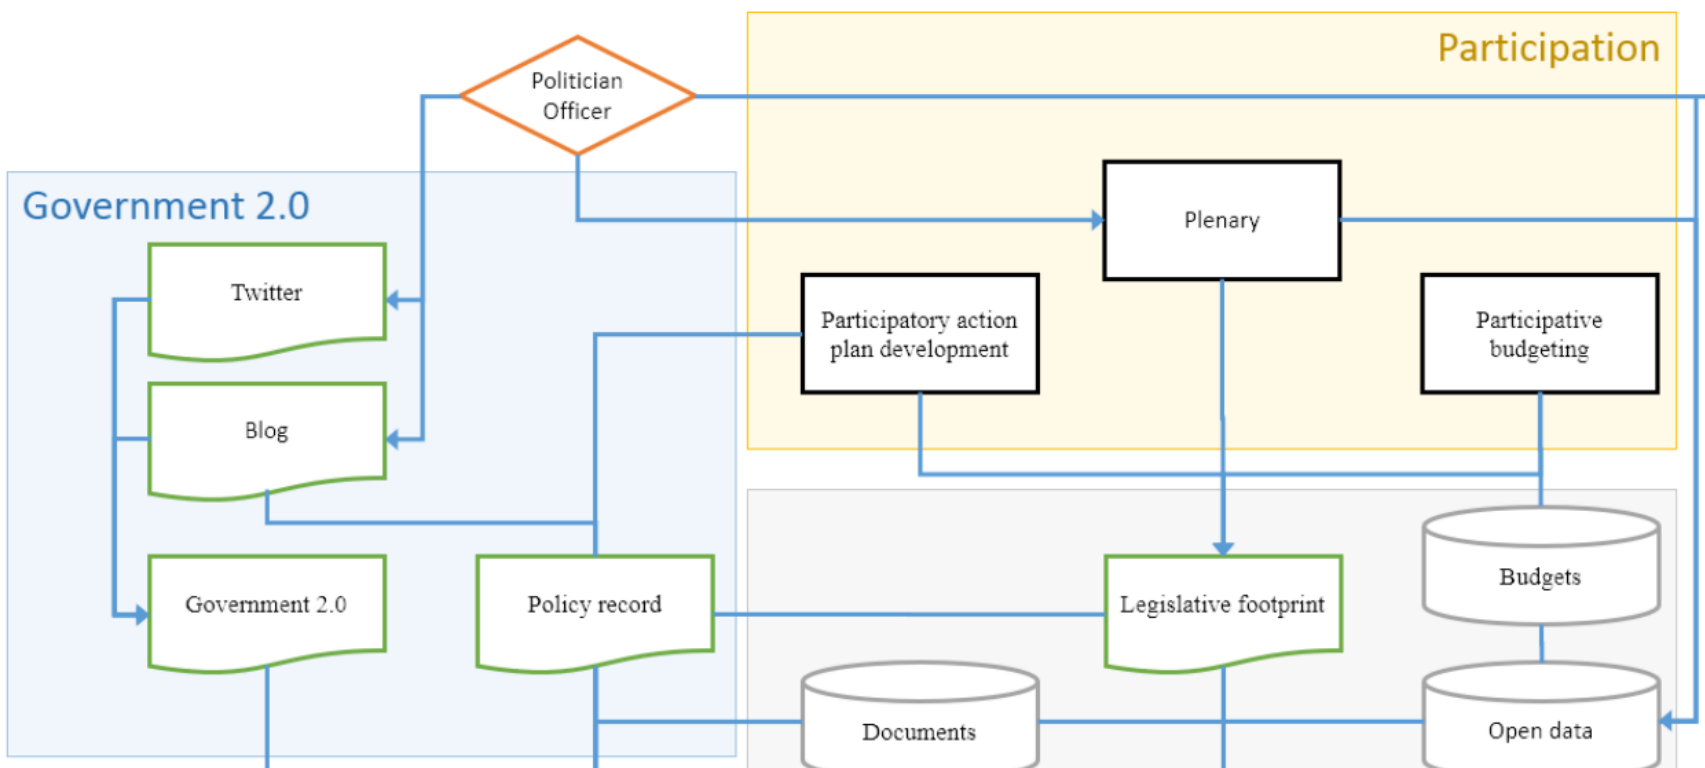 Participation
Politician
Officer
Government 2.0
Plenary
Twitter
Participatory action
plan development
Participative
budgeting
Blog
Budgets
Government 2.0
Policy record
Legislative footprint
Documents
Open data